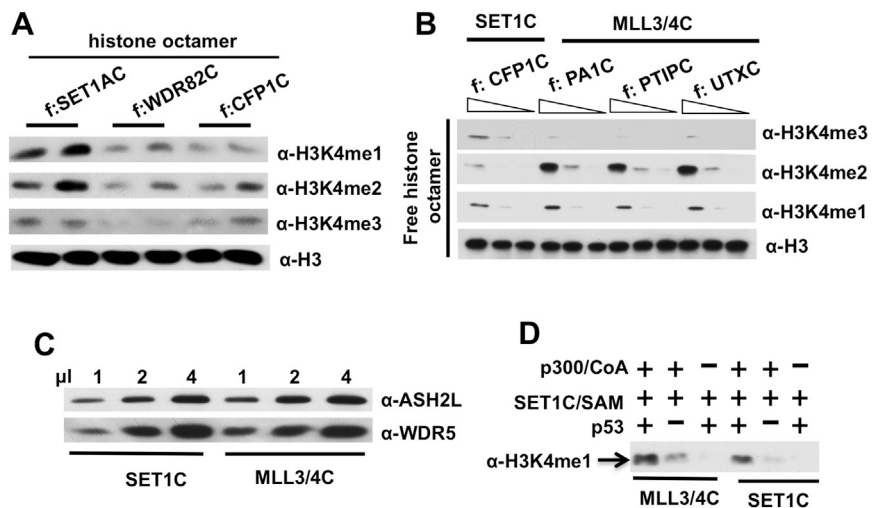 A
histone octamer
f:SET1AC
f:WDR82C
f:CFP1C
α-H3K4me1
α-H3K4me2
α-H3K4me3
α-H3
B
SET1C
MLL3/4C
f: CFP1C
f: PA1C
f: PTIPC
f: UTXC
Free histone
octamer
α-H3K4me3
α-H3K4me2
α-H3K4me1
α-H3
C
µl 1 2 4 1 2 4
α-ASH2L
α-WDR5
SET1C MLL3/4C
D
p300/CoA + + − + + −
SET1C/SAM + + + + + +
p53 + − + + − +
α-H3K4me1
MLL3/4C SET1C